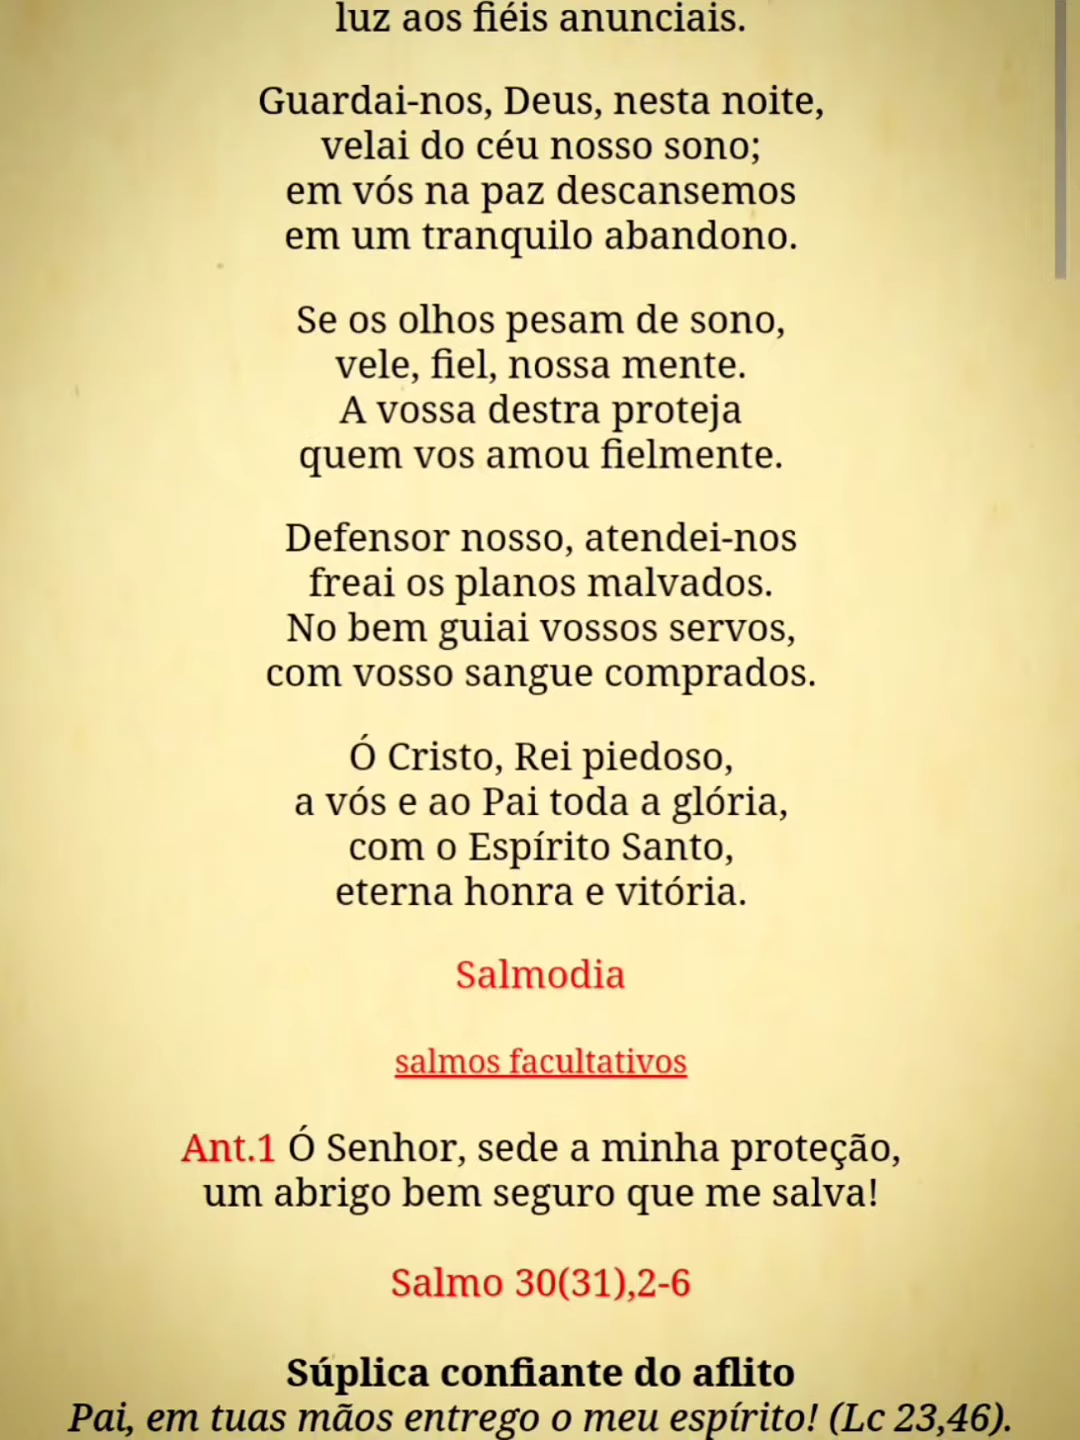 luz aos fiéis anunciais.
Guardai-nos, Deus, nesta noite,
velai do céu nosso sono;
em vós na paz descansemos
em um tranquilo abandono.
Se os olhos pesam de sono,
vele, fiel, nossa mente.
A vossa destra proteja
quem vos amou fielmente.
Defensor nosso, atendei-nos
freai os planos malvados.
No bem guiai vossos servos,
com vosso sangue comprados.
Ó Cristo, Rei piedoso,
a vós e ao Pai toda a glória,
com o Espírito Santo,
eterna honra e vitória.
Salmodia
salmos facultativos
Ant.1 Ó Senhor, sede a minha proteção,
um abrigo bem seguro que me salva!
Salmo 30(31),2-6
Súplica confiante do aflito
Pai, em tuas mãos entrego o meu espírito! (Lc 23,46).